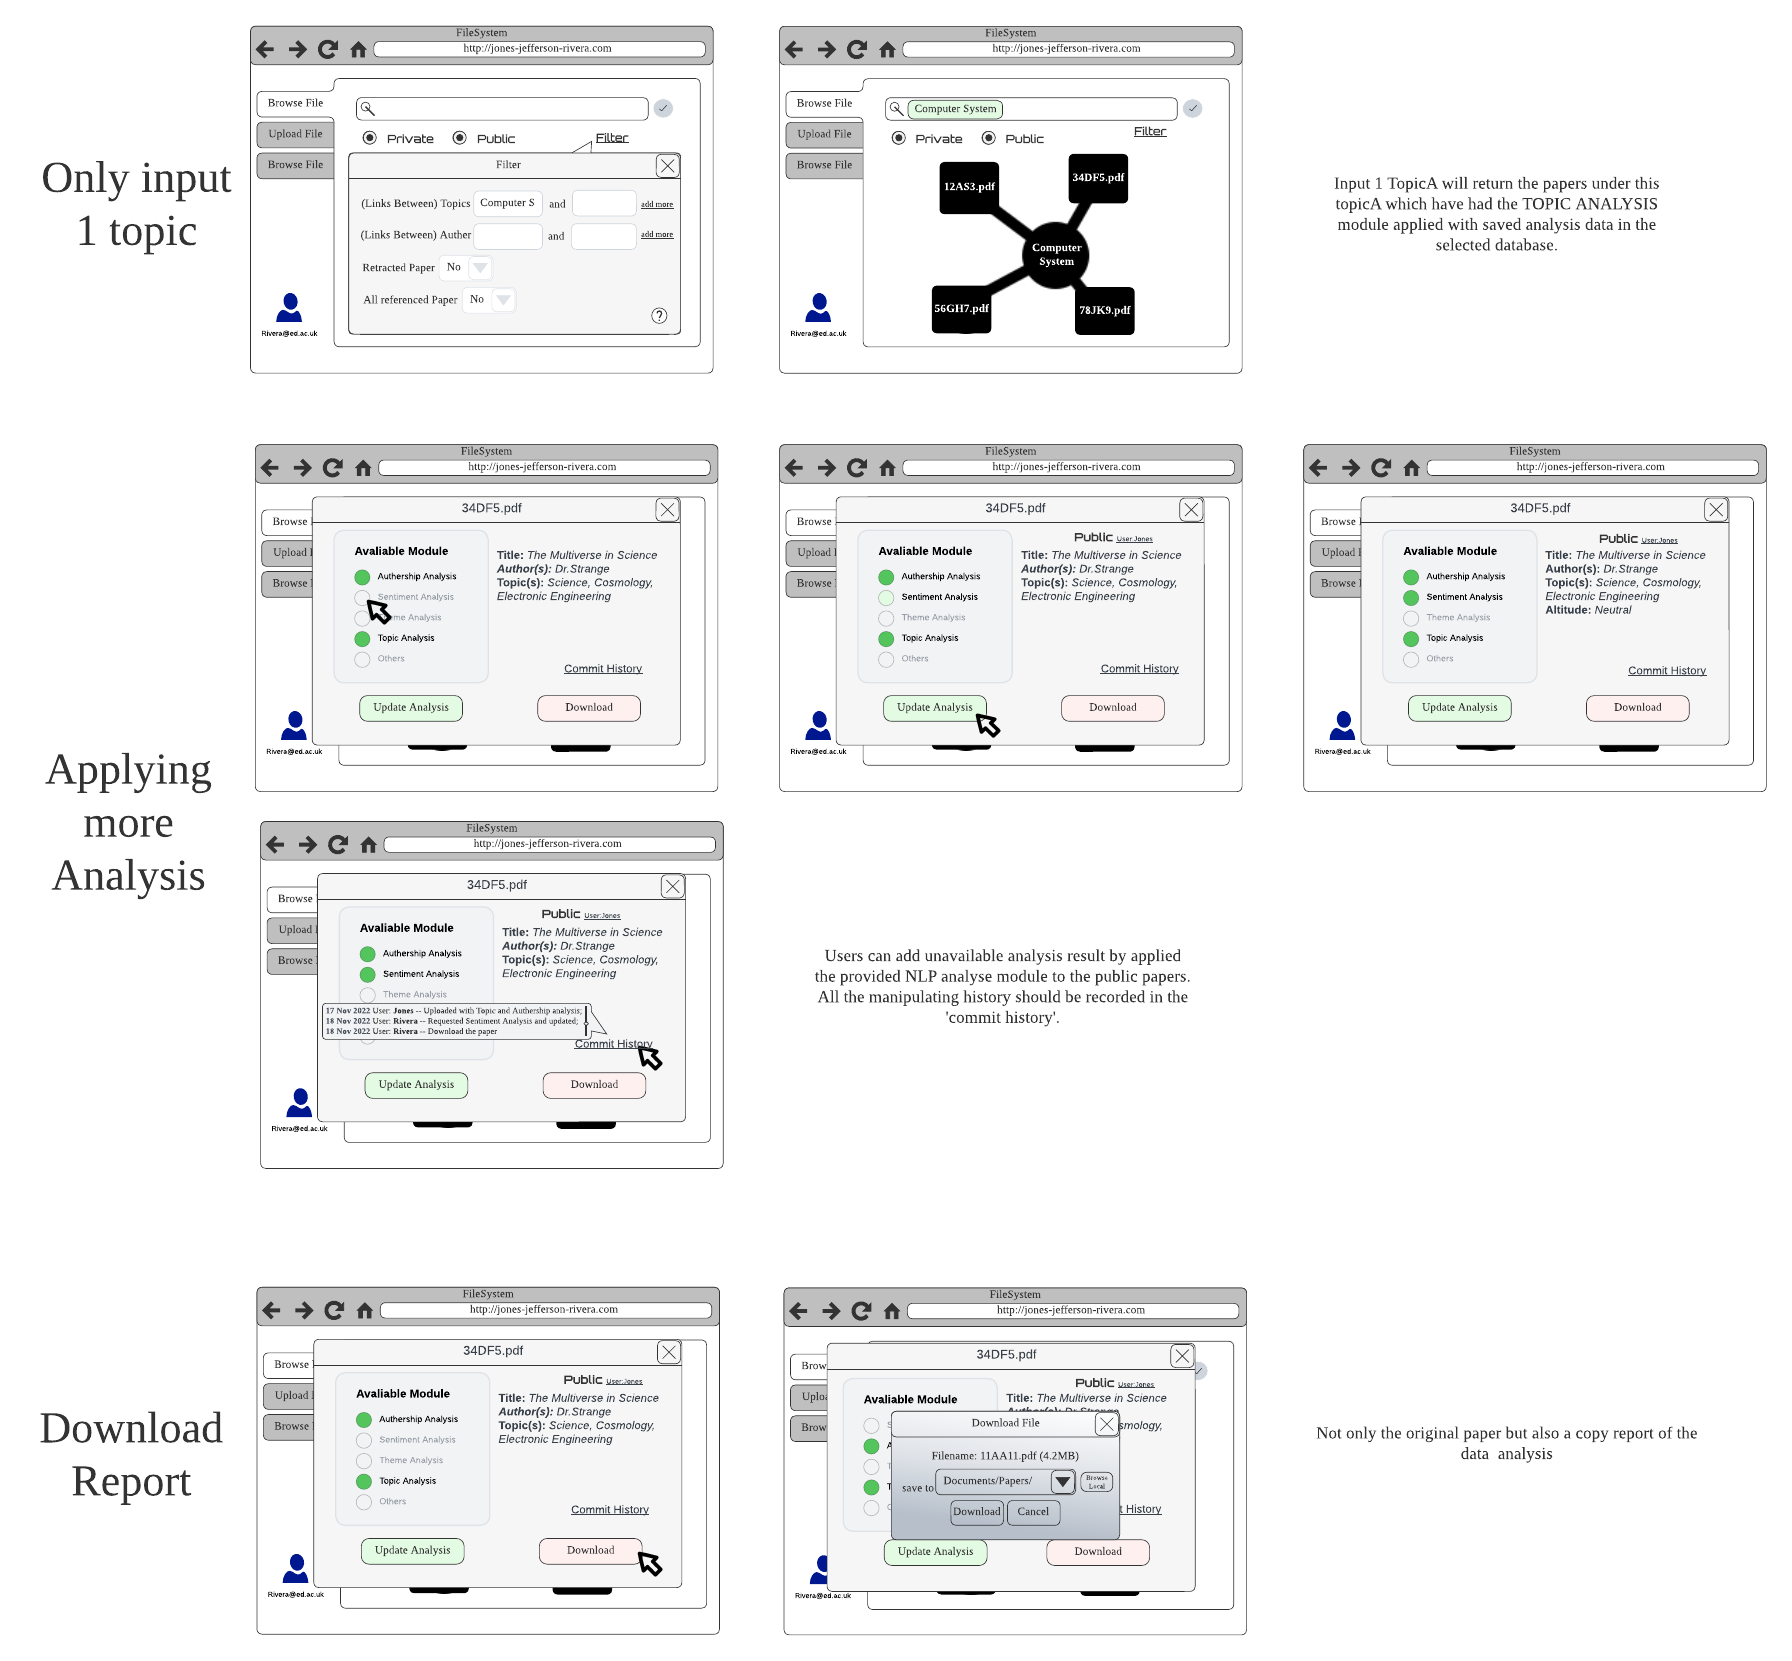 Only input
1 topic
FileSystem
http://jones-jefferson-rivera.com
Browse File
Upload File
Browse File
Private
Public
Filter
Filter
(Links Between) Topics
Computer S
and
add more
(Links Between) Auther
and
add more
Retracted Paper
No
All referenced Paper
No
?
Rivera@ed.ac.uk
FileSystem
http://jones-jefferson-rivera.com
Browse File
Upload File
Browse File
Computer System
Private
Public
Filter
12AS3.pdf
34DF5.pdf
Computer
System
56GH7.pdf
78JK9.pdf
Rivera@ed.ac.uk
Input 1 TopicA will return the papers under this
topicA which have had the TOPIC ANALYSIS
module applied with saved analysis data in the
selected database.
Applying
more
Analysis
FileSystem
http://jones-jefferson-rivera.com
Browse
Upload
Browse
34DF5.pdf
Avaliable Module
Authership Analysis
Sentiment Analysis
eme Analysis
Topic Analysis
Others
Title: The Multiverse in Science
Author(s): Dr.Strange
Topic(s): Science, Cosmology,
Electronic Engineering
Commit History
Update Analysis
Download
Rivera@ed.ac.uk
FileSystem
http://jones-jefferson-rivera.com
Browse
Upload
Browse
34DF5.pdf
Avaliable Module
Authership Analysis
Sentiment Analysis
Theme Analysis
Topic Analysis
Others
Public User:Jones
Title: The Multiverse in Science
Author(s): Dr.Strange
Topic(s): Science, Cosmology,
Electronic Engineering
Commit History
Update Analysis
Download
Rivera@ed.ac.uk
FileSystem
http://jones-jefferson-rivera.com
Browse
Upload
Browse
34DF5.pdf
Avaliable Module
Authership Analysis
Sentiment Analysis
Theme Analysis
Topic Analysis
Others
Public User:Jones
Title: The Multiverse in Science
Author(s): Dr.Strange
Topic(s): Science, Cosmology,
Electronic Engineering
Altitude: Neutral
Commit History
Update Analysis
Download
Rivera@ed.ac.uk
FileSystem
http://jones-jefferson-rivera.com
Browse
Upload
Browse
34DF5.pdf
Avaliable Module
Authership Analysis
Sentiment Analysis
Theme Analysis
Public User:Jones
Title: The Multiverse in Science
Author(s): Dr.Strange
Topic(s): Science, Cosmology,
Electronic Engineering
17 Nov 2022 User: Jones -- Uploaded with Topic and Authership analysis;
18 Nov 2022 User: Rivera -- Requested Sentiment Analysis and updated;
18 Nov 2022 User: Rivera -- Download the paper
Commit History
Update Analysis
Download
Rivera@ed.ac.uk
Users can add unavailable analysis result by applied
the provided NLP analyse module to the public papers.
All the manipulating history should be recorded in the
'commit history'.
Download
Report
FileSystem
http://jones-jefferson-rivera.com
Browse
Upload
Browse
34DF5.pdf
Avaliable Module
Authership Analysis
Sentiment Analysis
Theme Analysis
Topic Analysis
Others
Public User:Jones
Title: The Multiverse in Science
Author(s): Dr.Strange
Topic(s): Science, Cosmology,
Electronic Engineering
Commit History
Update Analysis
Download
Rivera@ed.ac.uk
FileSystem
http://jones-jefferson-rivera.com
Brow
Uplo
Brow
34DF5.pdf
Avaliable Module
Public User:Jones
Title: The Multiverse in Science
Author(s): Dr.Strange
smology,
Download File
Filename: 11AA11.pdf (4.2MB)
save to
Documents/Papers/
Browse
Local
Download
Cancel
t History
Update Analysis
Download
Rivera@ed.ac.uk
Not only the original paper but also a copy report of the
data analysis